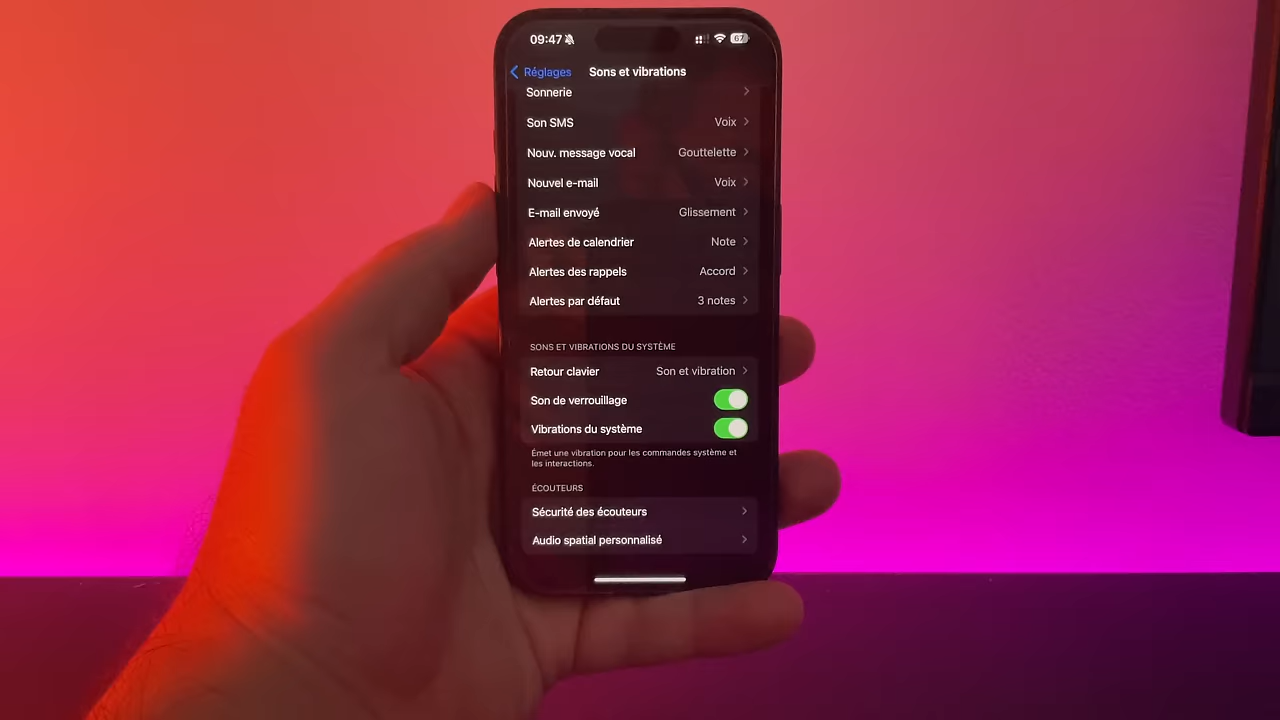 09:47
67
Réglages
Sons et vibrations
Sonnerie
Son SMS Voix
Nouv. message vocal Gouttelette
Nouvel e-mail Voix
E-mail envoyé Glissement
Alertes de calendrier Note
Alertes des rappels Accord
Alertes par défaut 3 notes
SONS ET VIBRATIONS DU SYSTÈME
Retour clavier Son et vibration
Son de verrouillage
Vibrations du système
Émet une vibration pour les commandes système et
les interactions.
ÉCOUTEURS
Sécurité des écouteurs
Audio spatial personnalisé